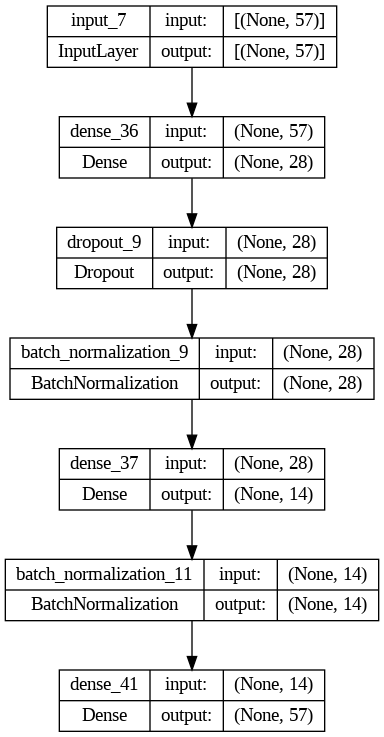 input_7 input: [(None, 57)]
InputLayer output: [(None, 57)]
dense_36 input: (None, 57)
Dense output: (None, 28)
dropout_9 input: (None, 28)
Dropout output: (None, 28)
batch_normalization_9 input: (None, 28)
BatchNormalization output: (None, 28)
dense_37 input: (None, 28)
Dense output: (None, 14)
batch_normalization_11 input: (None, 14)
BatchNormalization output: (None, 14)
dense_41 input: (None, 14)
Dense output: (None, 57)